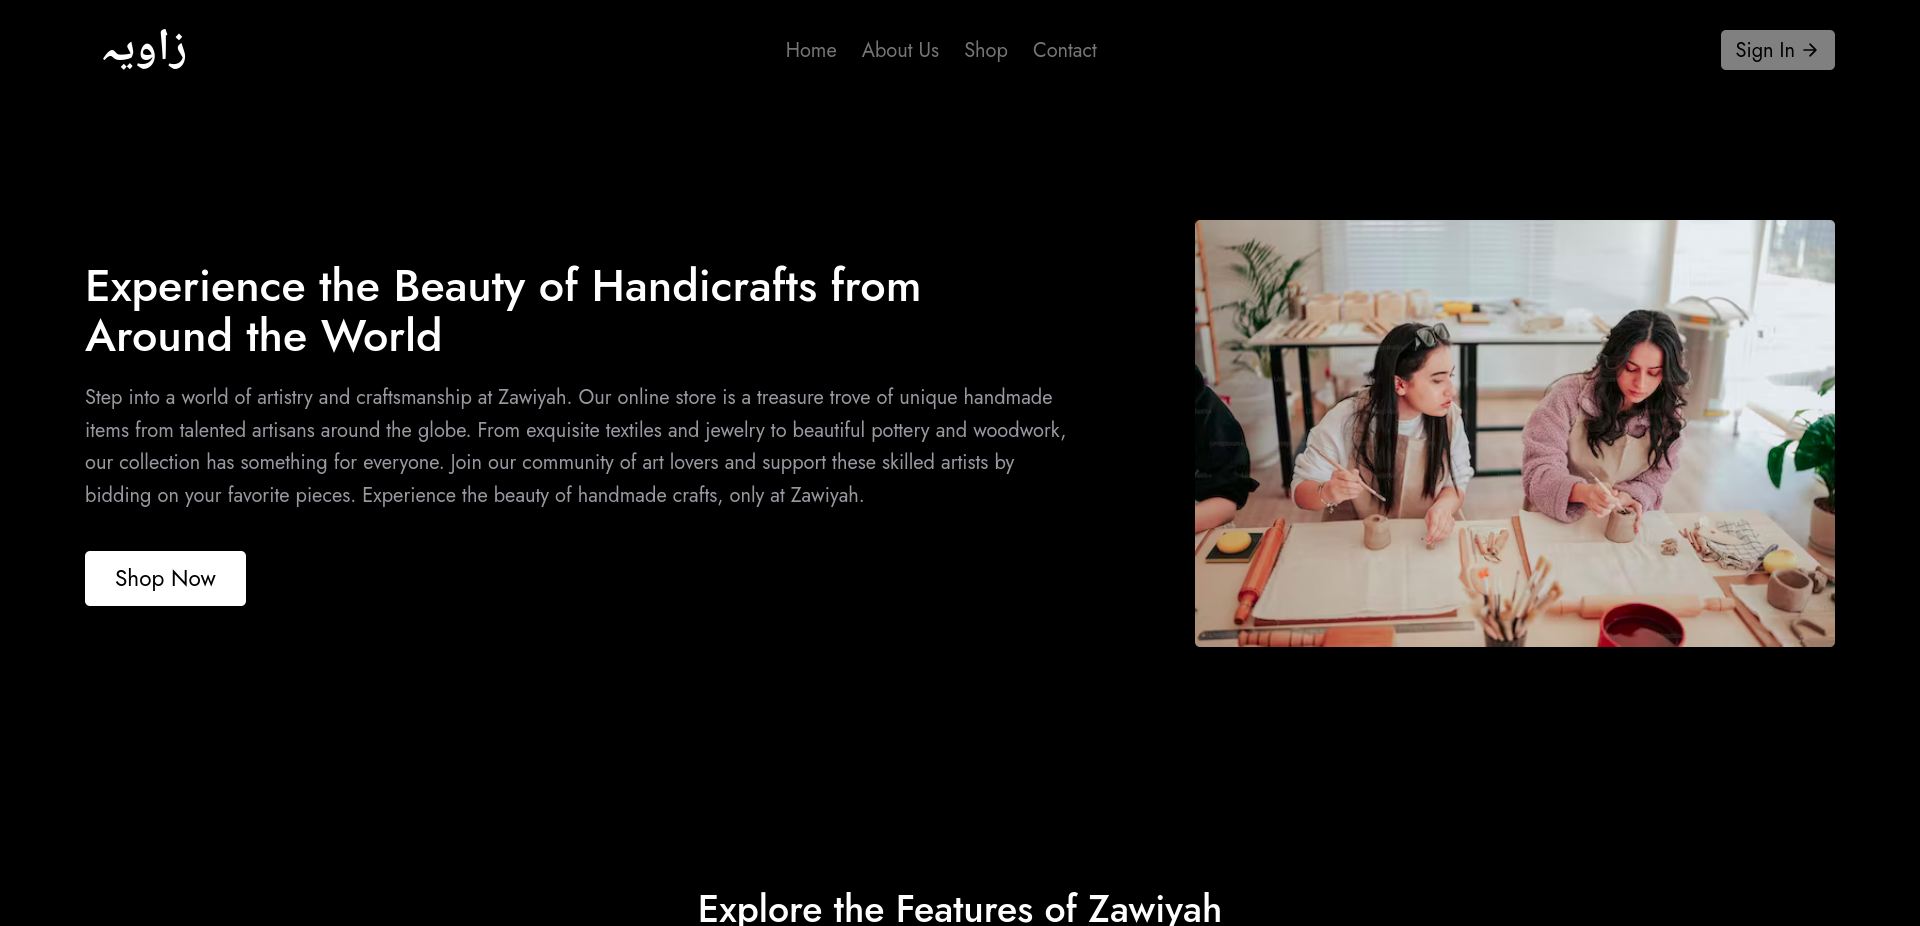 زاویہ
Home
About Us
Shop
Contact
Sign In
Experience the Beauty of Handicrafts from
Around the World
Step into a world of artistry and craftsmanship at Zawiyah. Our online store is a treasure trove of unique handmade
items from talented artisans around the globe. From exquisite textiles and jewelry to beautiful pottery and woodwork,
our collection has something for everyone. Join our community of art lovers and support these skilled artists by
bidding on your favorite pieces. Experience the beauty of handmade crafts, only at Zawiyah.
Shop Now
Explore the Features of Zawiyah